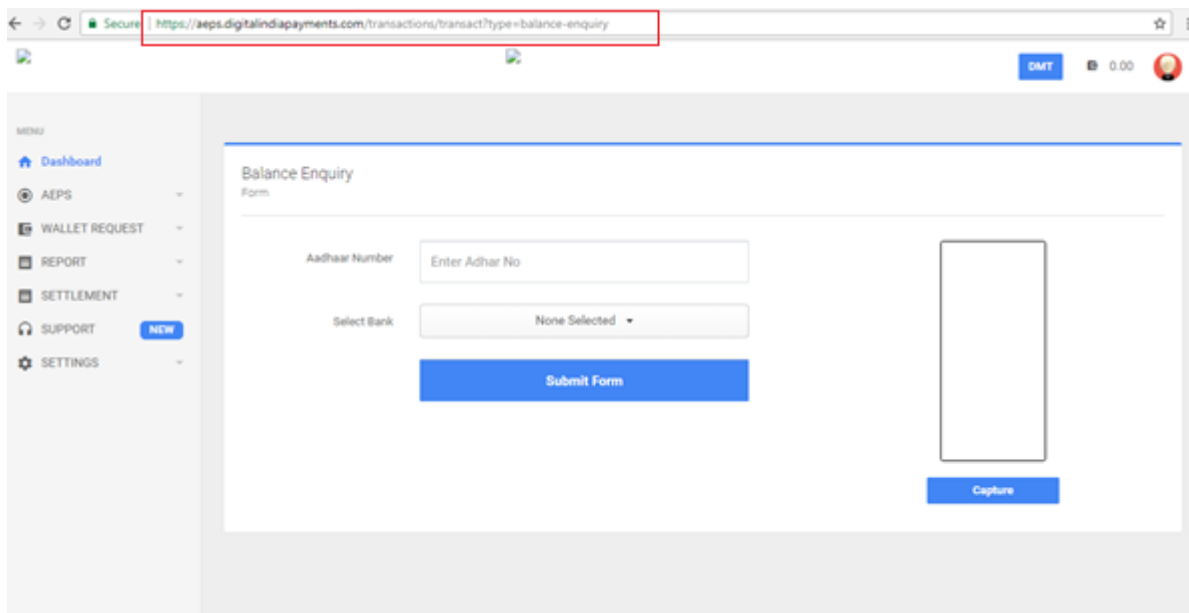 Secure https://aeps.digitalindiapayments.com/transactions/transact?type=balance-enquiry
DMT 0.00
MENU
Dashboard
AEPS
WALLET REQUEST
REPORT
SETTLEMENT
SUPPORT NEW
SETTINGS
Balance Enquiry
Form
Aadhaar Number Enter Adhar No
Select Bank None Selected
Submit Form
Capture